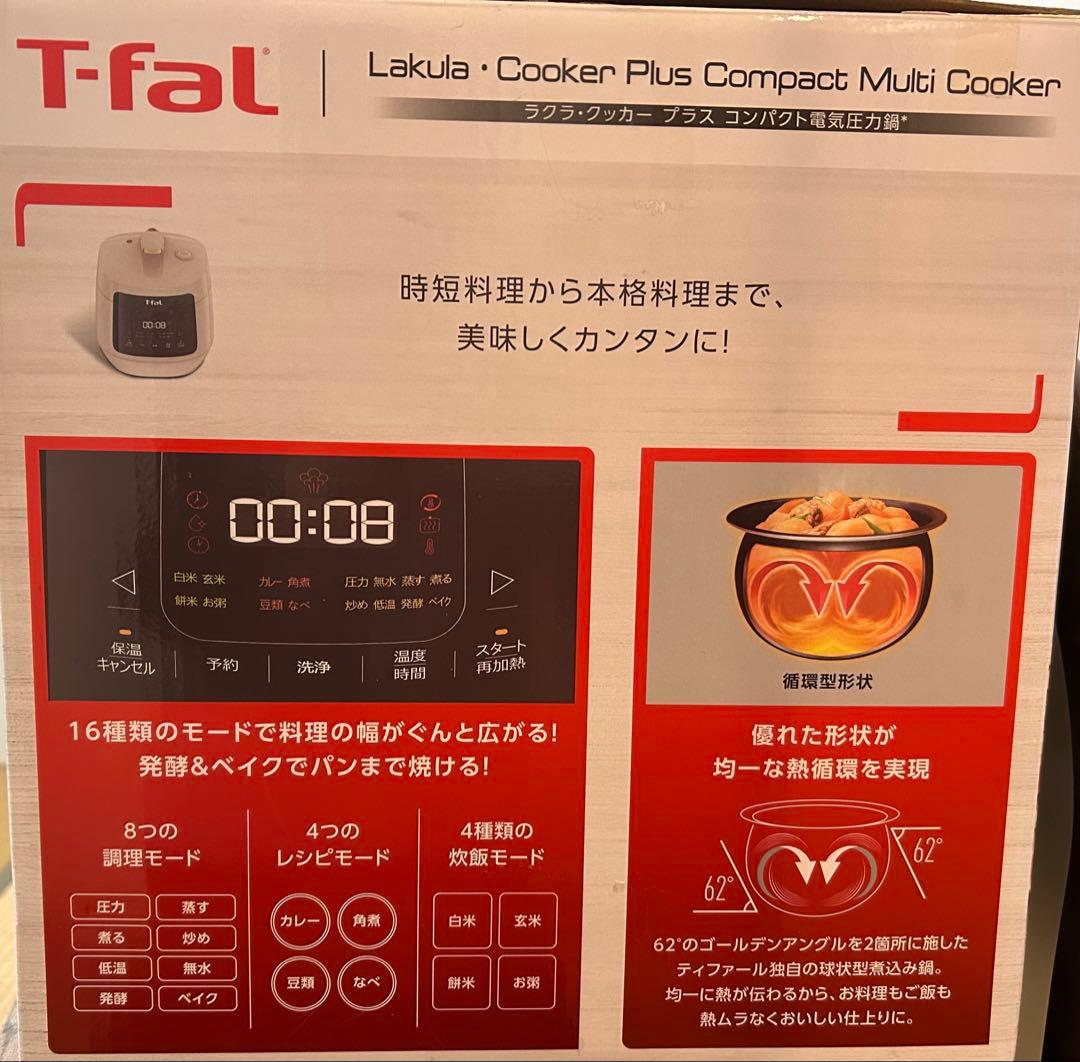 T-fal®
Lakula・Cooker Plus Compact Multi Cooker
ラクラ・クッカー プラス コンパクト電気圧力鍋*
T-fal
00:08
時短料理から本格料理まで、
美味しくカンタンに!
00:08
白米 玄米 カレー 角煮 圧力 無水 蒸す 煮る
餅米 お粥 豆類 なべ 炒め 低温 発酵 ベイク
保温
キャンセル
予約
洗浄
温度
時間
スタート
再加熱
16種類のモードで料理の幅がぐんと広がる!
発酵&ベイクでパンまで焼ける!
8つの
調理モード
圧力 蒸す
煮る 炒め
低温 無水
発酵 ベイク
4つの
レシピモード
カレー 角煮
豆類 なべ
4種類の
炊飯モード
白米 玄米
餅米 お粥
循環型形状
優れた形状が
均一な熱循環を実現
62°
62°
62°のゴールデンアングルを2箇所に施した
ティファール独自の球状型煮込み鍋。
均一に熱が伝わるから、お料理もご飯も
熱ムラなくおいしい仕上りに。